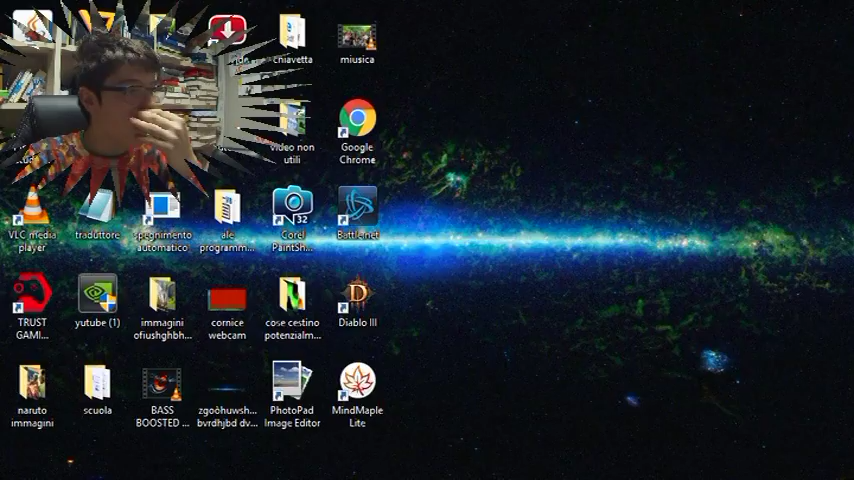 chiavetta
miusica
video non
utili
Google
Chrome
VLC media
player
traduttore
spegnimento
automatico
ale
programm...
Corel
PaintSh...
32
Battle.net
TRUST
GAMI...
yutube (1)
immagini
ofiushghbh...
cornice
webcam
cose cestino
potenzialm...
Diablo III
naruto
immagini
scuola
BASS
BOOSTED ...
zgoòhuwsh...
bvrdhjbd dv...
PhotoPad
Image Editor
MindMaple
Lite